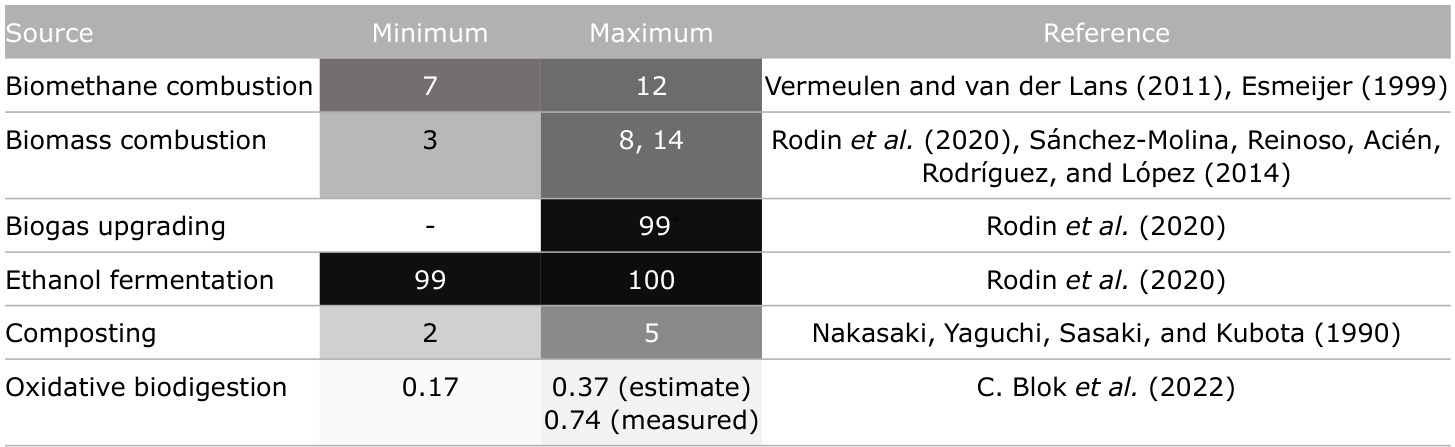 Source Minimum Maximum Reference
Biomethane combustion 7 12 Vermeulen and van der Lans (2011), Esmeijer (1999)
Biomass combustion 3 8, 14 Rodin et al. (2020), Sánchez-Molina, Reinoso, Acién,
Rodríguez, and López (2014)
Biogas upgrading - 99 Rodin et al. (2020)
Ethanol fermentation 99 100 Rodin et al. (2020)
Composting 2 5 Nakasaki, Yaguchi, Sasaki, and Kubota (1990)
Oxidative biodigestion 0.17 0.37 (estimate) C. Blok et al. (2022)
0.74 (measured)